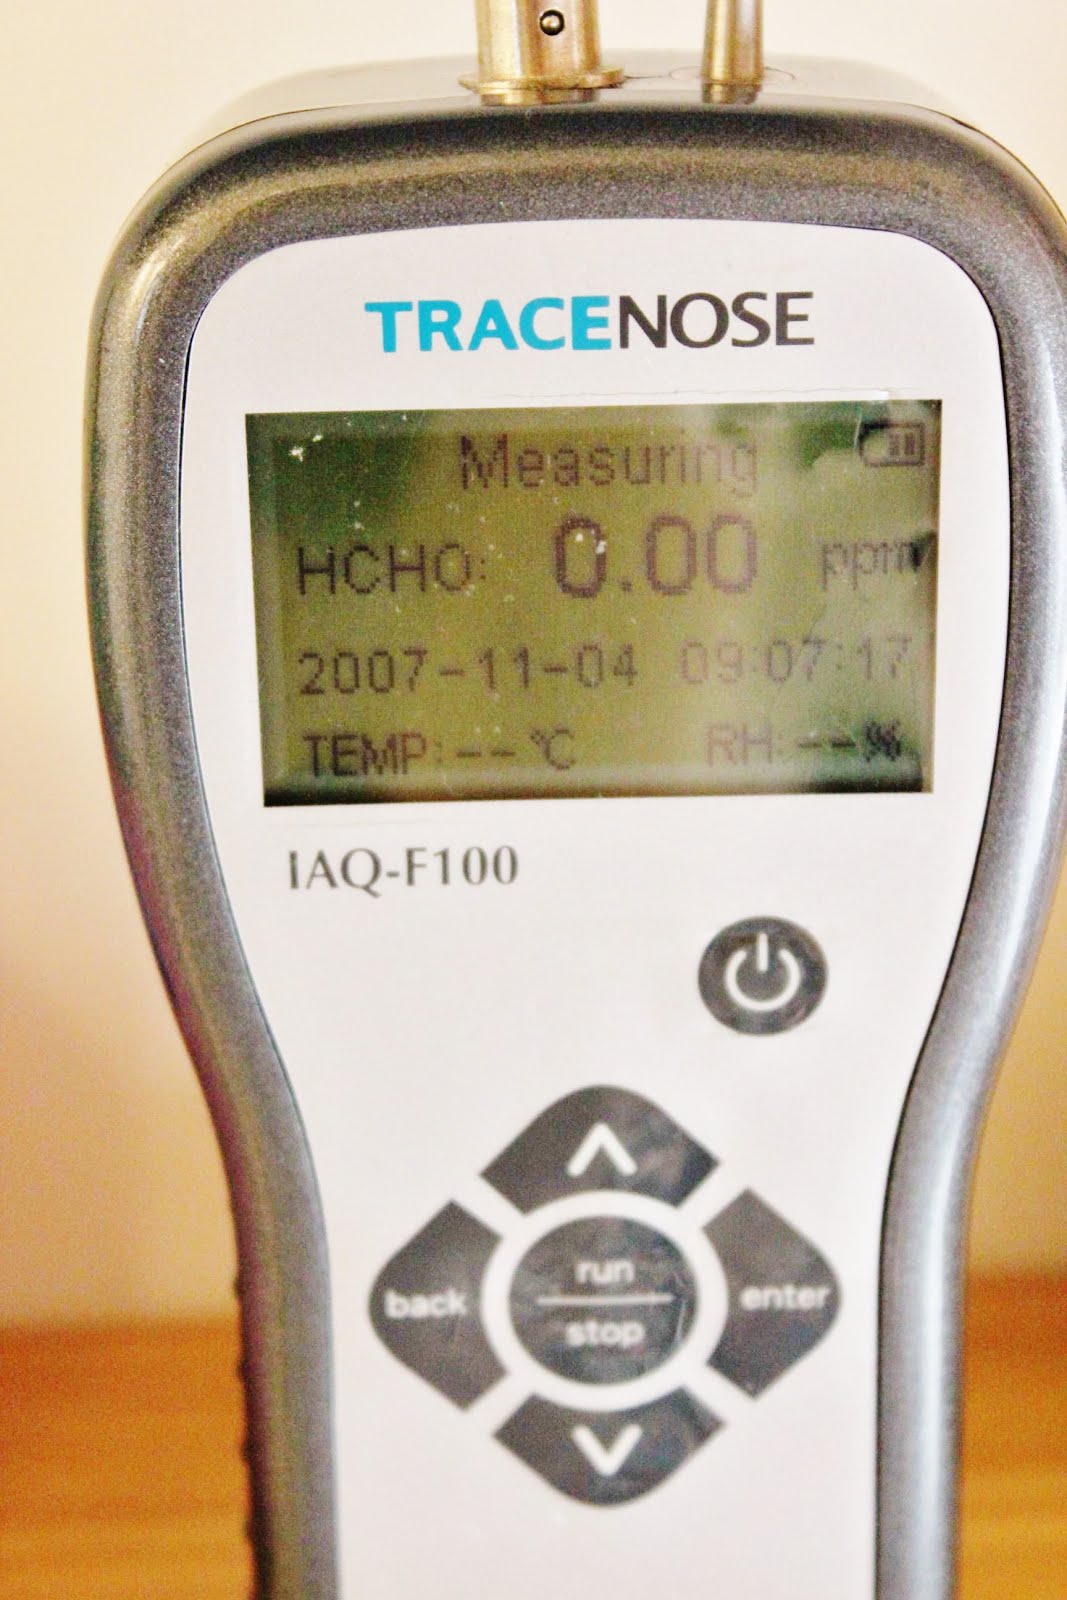 TRACENOSE
Measuring
HCHO: 0.00 ppm
2007-11-04 09:07:17
TEMP:--℃ RH:--%
IAQ-F100
run
back enter
stop